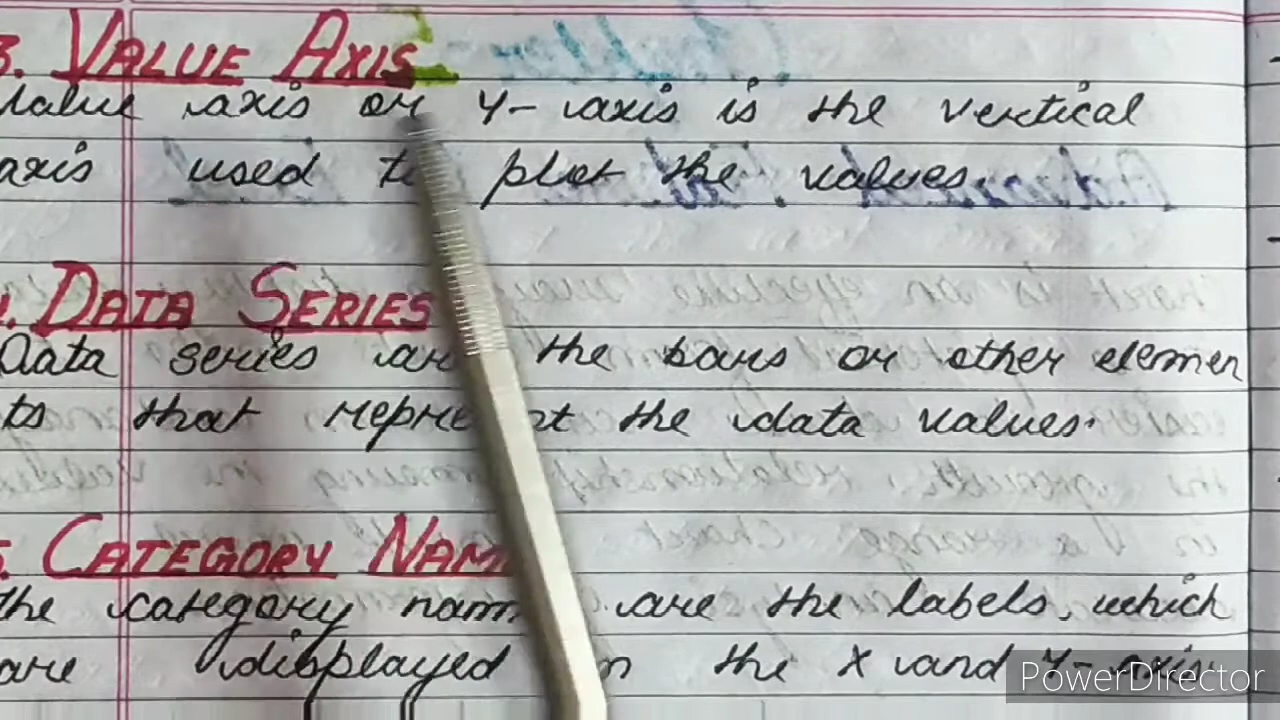 3. VALUE AXIS
Value axis or Y- axis is the vertical
axis used to plot the values.
DATA SERIES
Data series are the bars or other elemen
ts that represent the data values.
CATEGORY NAM
The category nam are the labels, which
are displayed on the X and Y-axis
PowerDirector